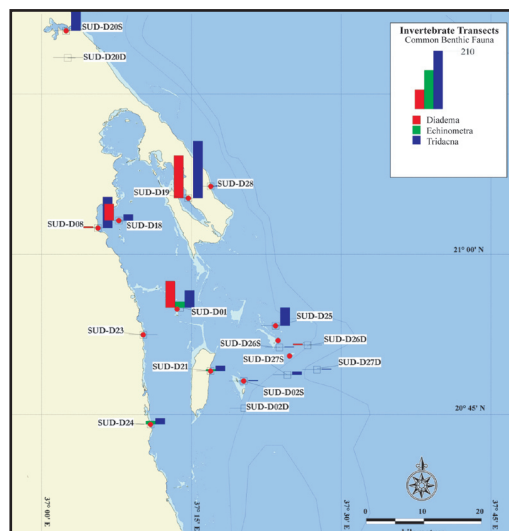 SUD-D20S
SUD-D20D
Invertebrate Transects
Common Benthic Fauna
210
Diadema
Echinometra
Tridacna
SUD-D28
SUD-D19
SUD-D08
SUD-D18
21° 00' N
SUD-D01
SUD-D25
SUD-D23
SUD-D26S
SUD-D26D
SUD-D27S
SUD-D21
SUD-D27D
SUD-D02S
SUD-D02D
20° 45' N
SUD-D24
37° 00' E
37° 15' E
37° 30' E
37° 45' E
0 10 20